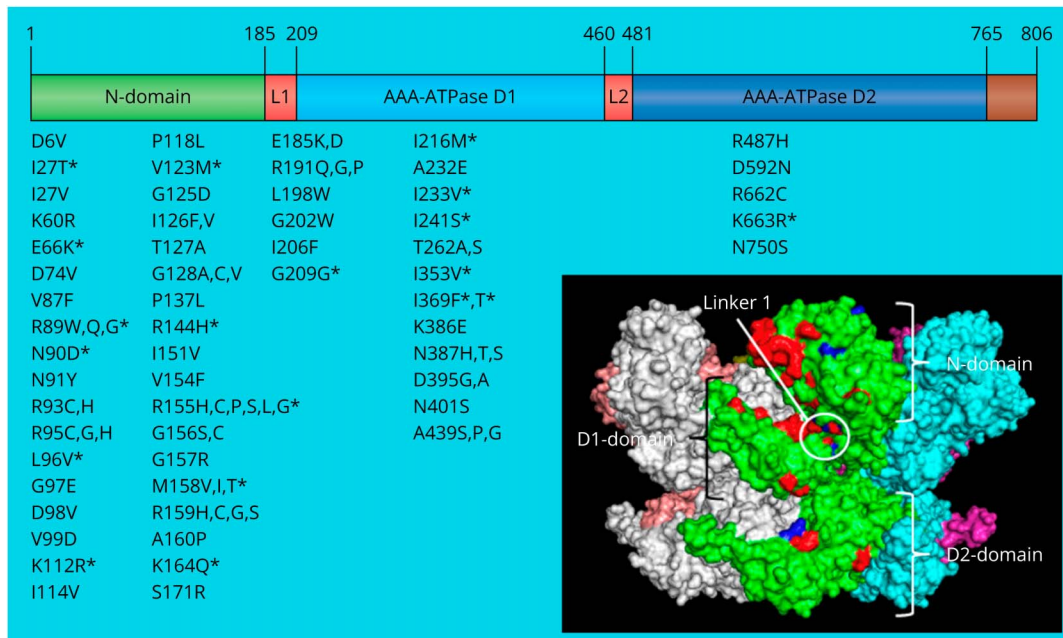 1 185 209 460 481 765 806
N-domain L1 AAA-ATPase D1 L2 AAA-ATPase D2
D6V P118L E185K,D I216M* R487H
I27T* V123M* R191Q,G,P A232E D592N
I27V G125D L198W I233V* R662C
K60R I126F,V G202W I241S* K663R*
E66K* T127A I206F T262A,S N750S
D74V G128A,C,V G209G* I353V*
V87F P137L I369F*,T*
R89W,Q,G* R144H* K386E
N90D* I151V N387H,T,S
N91Y V154F D395G,A
R93C,H R155H,C,P,S,L,G* N401S
R95C,G,H G156S,C A439S,P,G
L96V* G157R
G97E M158V,I,T*
D98V R159H,C,G,S
V99D A160P
K112R* K164Q*
I114V S171R
Linker 1
N-domain
D1-domain
D2-domain